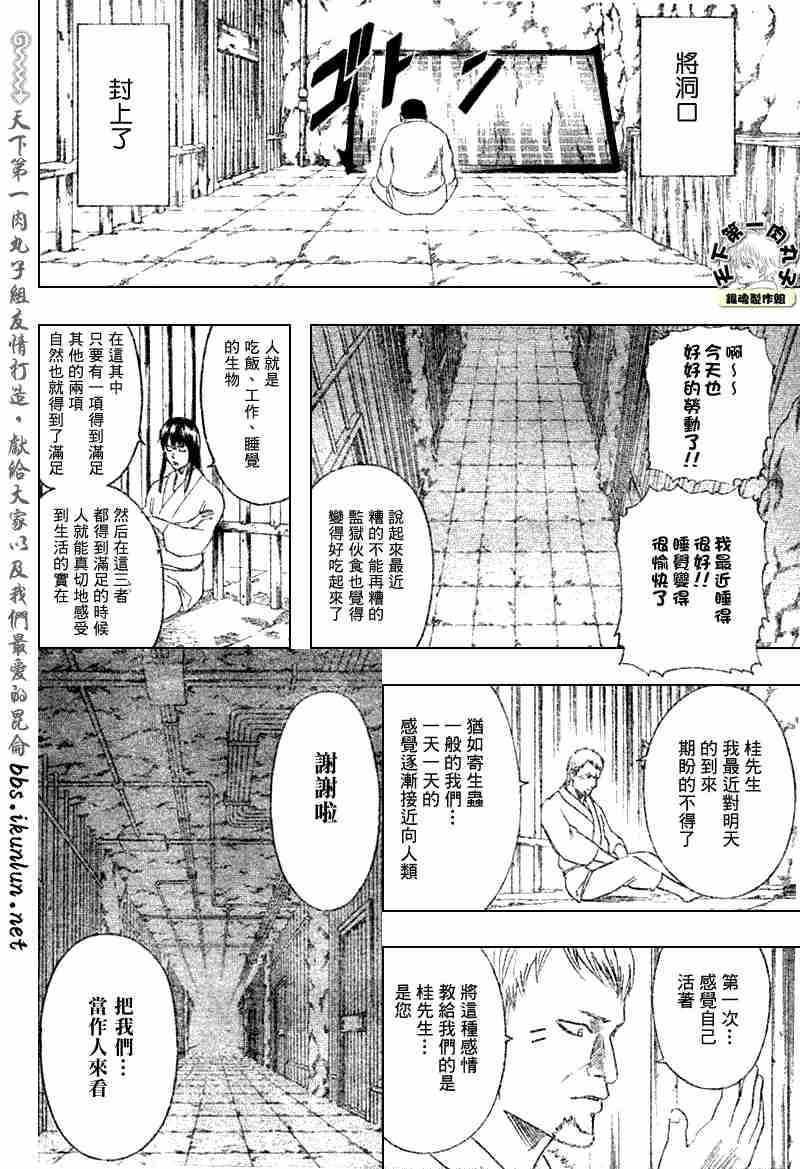 將洞口
封上了
ゴトン
天下第一肉丸子
銀魂製作組
啊～～
今天也
好好的
勞動了!!
我最近睡得
很好!!
睡覺變得
很愉快了
說起來最近
糟的不能再糟的
監獄伙食也覺得
變得好吃起來了
人就是
吃飯、工作、睡覺
的生物
在這其中
只要有一項得到滿足
其他的兩項
自然也就得到了滿足
然后在這三者
都得到滿足的時候
人就能真切地感受
到生活的實在
桂先生
我最近對明天
的到來
期盼的不得了
猶如寄生蟲
一般的我們…
一天一天的
感覺逐漸接近向人類
第一次…
感覺自己
活著
將這種感情
教給我們的是
桂先生…
是您
謝謝啦
把我們…
當作人來看
天下第一肉丸子組友情打造，獻給大家以及我們最愛的昆侖 bbs.ikunlun.net